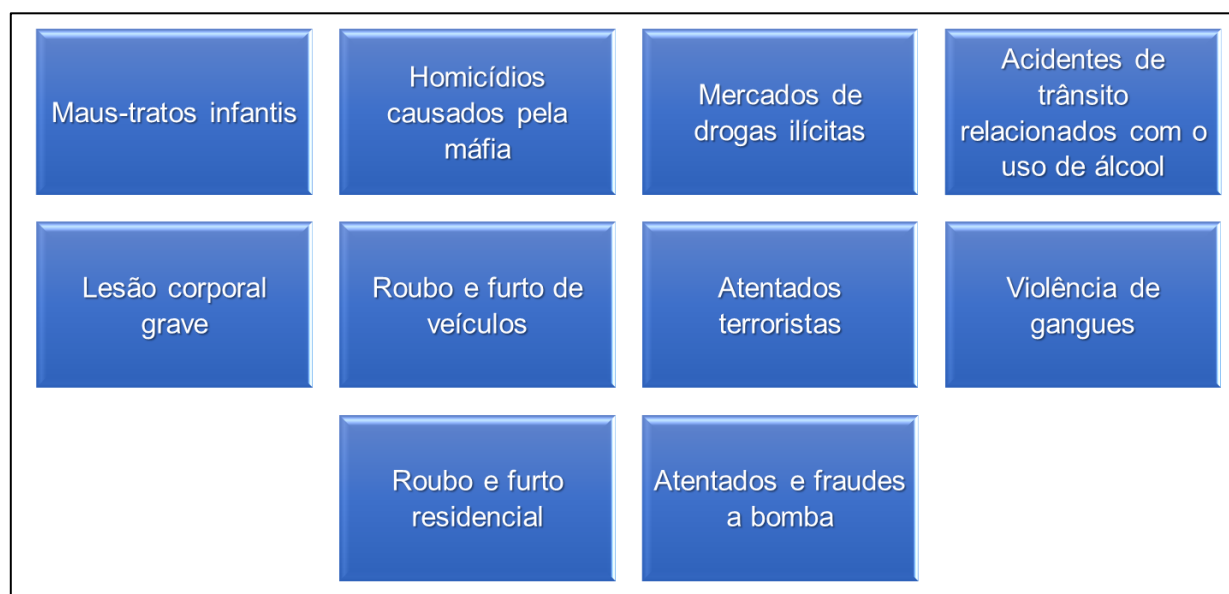 Maus-tratos infantis
Homicídios
causados pela
máfia
Mercados de
drogas ilícitas
Acidentes de
trânsito
relacionados com o
uso de álcool
Lesão corporal
grave
Roubo e furto de
veículos
Atentados
terroristas
Violência de
gangues
Roubo e furto
residencial
Atentados e fraudes
a bomba